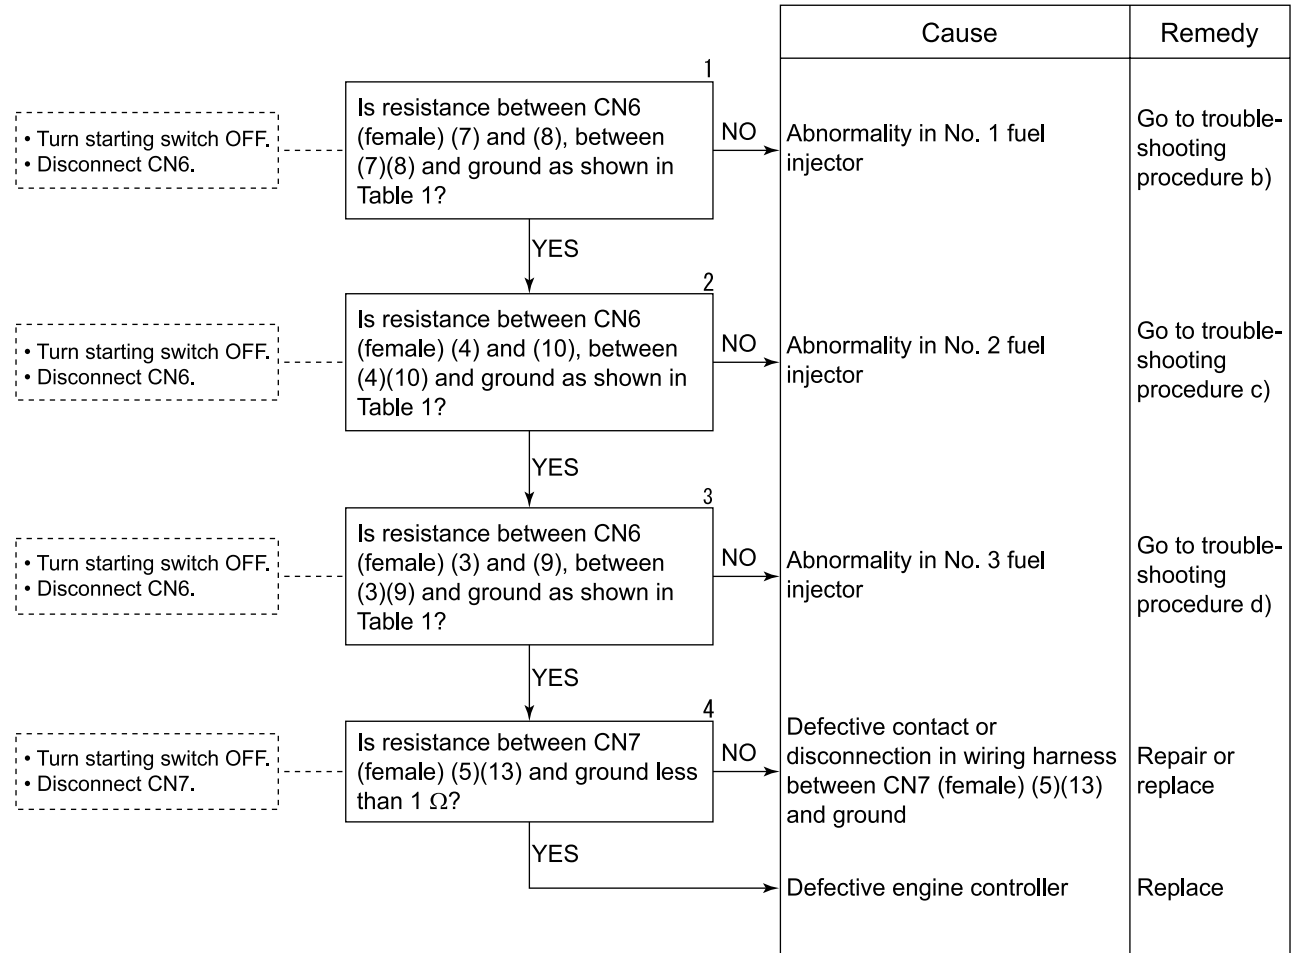 Cause
Remedy
1
• Turn starting switch OFF.
• Disconnect CN6.
Is resistance between CN6
(female) (7) and (8), between
(7)(8) and ground as shown in
Table 1?
NO
Abnormality in No. 1 fuel
injector
Go to trouble-
shooting
procedure b)
YES
2
• Turn starting switch OFF.
• Disconnect CN6.
Is resistance between CN6
(female) (4) and (10), between
(4)(10) and ground as shown in
Table 1?
NO
Abnormality in No. 2 fuel
injector
Go to trouble-
shooting
procedure c)
YES
3
• Turn starting switch OFF.
• Disconnect CN6.
Is resistance between CN6
(female) (3) and (9), between
(3)(9) and ground as shown in
Table 1?
NO
Abnormality in No. 3 fuel
injector
Go to trouble-
shooting
procedure d)
YES
4
• Turn starting switch OFF.
• Disconnect CN7.
Is resistance between CN7
(female) (5)(13) and ground less
than 1 Ω?
NO
Defective contact or
disconnection in wiring harness
between CN7 (female) (5)(13)
and ground
Repair or
replace
YES
Defective engine controller
Replace